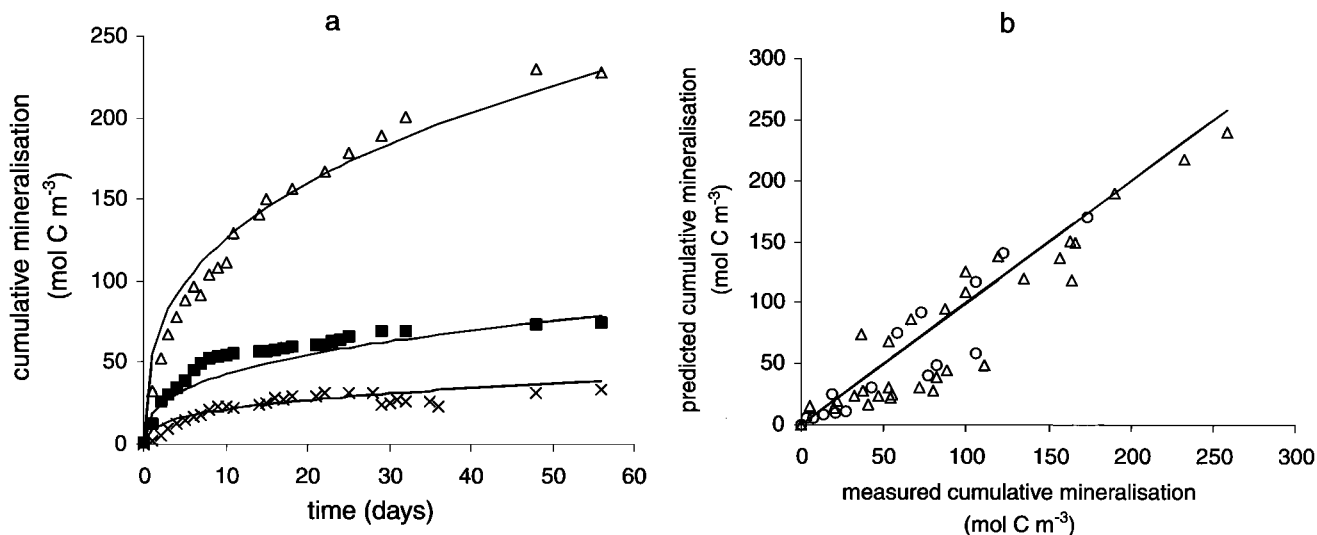 a
250
200
150
100
50
0
0 10 20 30 40 50 60
time (days)
cumulative mineralisation
(mol C m⁻³)
b
300
250
200
150
100
50
0
0 50 100 150 200 250 300
measured cumulative mineralisation
(mol C m⁻³)
predicted cumulative mineralisation
(mol C m⁻³)